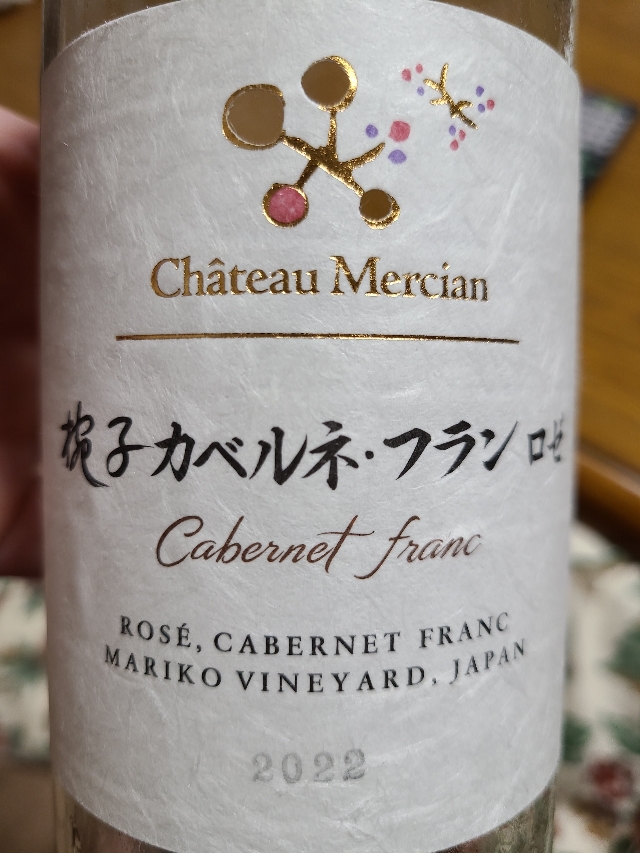 Château Mercian
椀子カベルネ・フラン ロゼ
Cabernet franc
ROSÉ, CABERNET FRANC
MARIKO VINEYARD, JAPAN
2022